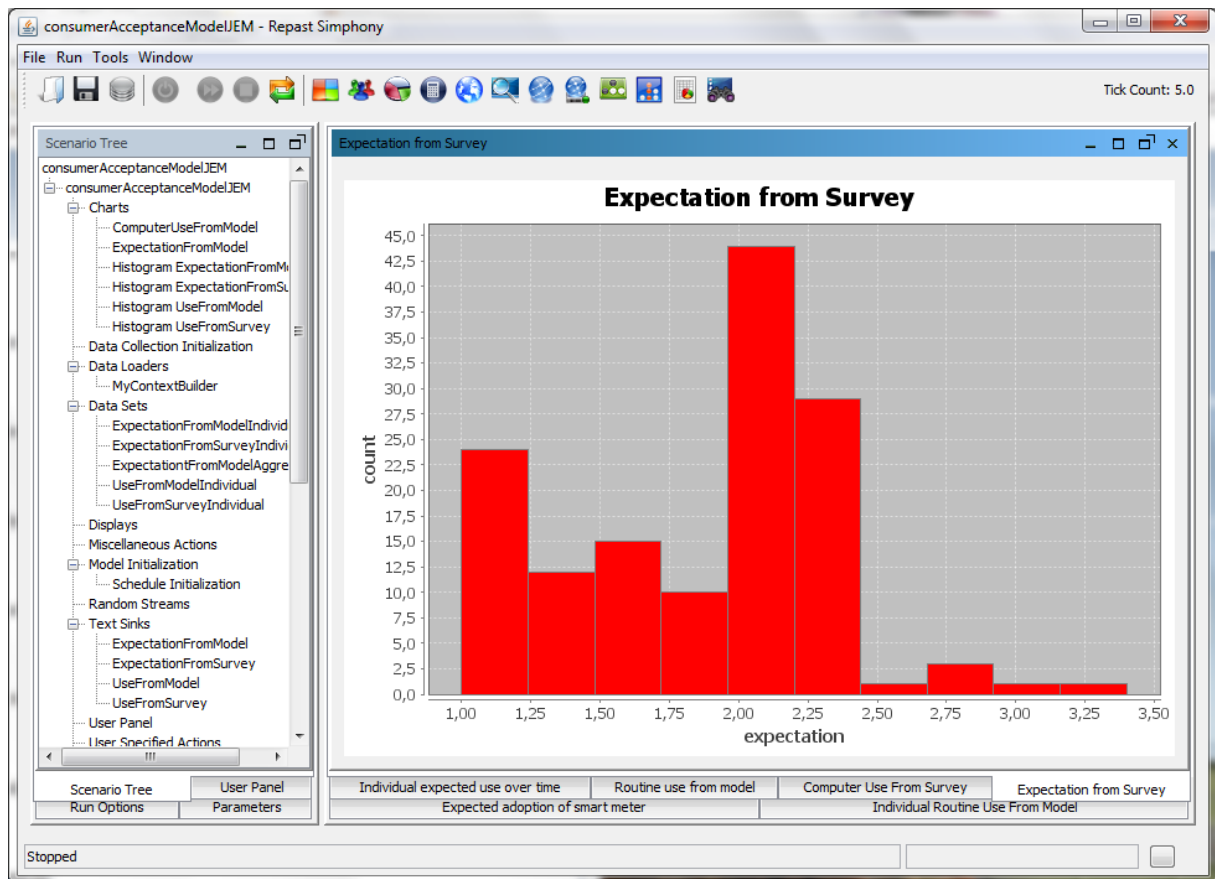 consumerAcceptanceModelJEM - Repast Simphony
File Run Tools Window
Tick Count: 5.0
Scenario Tree
consumerAcceptanceModelJEM
consumerAcceptanceModelJEM
Charts
ComputerUseFromModel
ExpectationFromModel
Histogram ExpectationFromM
Histogram ExpectationFromSu
Histogram UseFromModel
Histogram UseFromSurvey
Data Collection Initialization
Data Loaders
MyContextBuilder
Data Sets
ExpectationFromModelIndivid
ExpectationFromSurveyIndivi
ExpectationtFromModelAggre
UseFromModelIndividual
UseFromSurveyIndividual
Displays
Miscellaneous Actions
Model Initialization
Schedule Initialization
Random Streams
Text Sinks
ExpectationFromModel
ExpectationFromSurvey
UseFromModel
UseFromSurvey
User Panel
User Specified Actions
Scenario Tree User Panel
Run Options Parameters
Expectation from Survey
Expectation from Survey
45,0
42,5
40,0
37,5
35,0
32,5
30,0
27,5
25,0
22,5
20,0
17,5
15,0
12,5
10,0
7,5
5,0
2,5
0,0
count
1,00 1,25 1,50 1,75 2,00 2,25 2,50 2,75 3,00 3,25 3,50
expectation
Individual expected use over time Routine use from model Computer Use From Survey Expectation from Survey
Expected adoption of smart meter Individual Routine Use From Model
Stopped